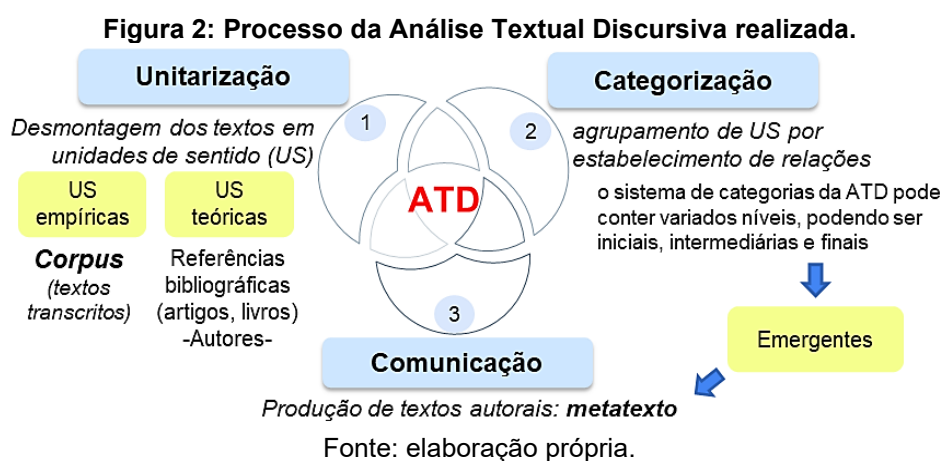 Figura 2: Processo da Análise Textual Discursiva realizada.
Unitarização
Desmontagem dos textos em
unidades de sentido (US)
US
empíricas
Corpus
(textos
transcritos)
US
teóricas
Referências
bibliográficas
(artigos, livros)
-Autores-
1
2
ATD
3
Categorização
agrupamento de US por
estabelecimento de relações
o sistema de categorias da ATD pode
conter variados níveis, podendo ser
iniciais, intermediárias e finais
Emergentes
Comunicação
Produção de textos autorais: metatexto
Fonte: elaboração própria.